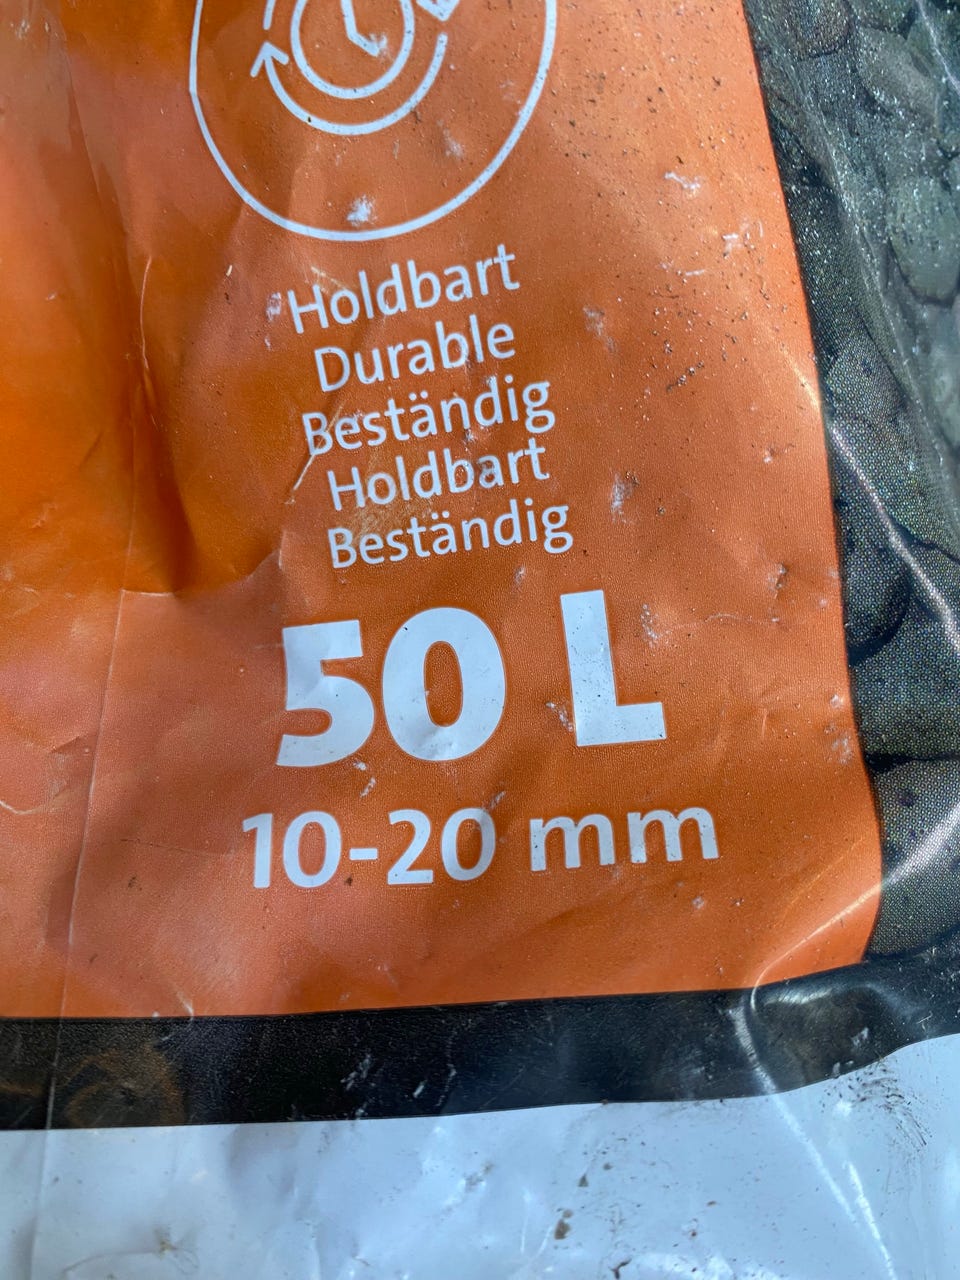 Holdbart
Durable
Beständig
Holdbart
Beständig
50 L
10-20 mm